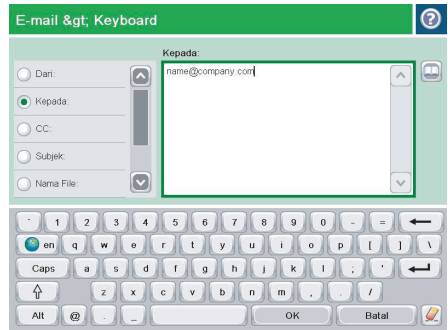 E-mail &gt; Keyboard
Kepada:
name@company.com
Dari:
Kepada:
CC:
Subjek:
Nama File:
` 1 2 3 4 5 6 7 8 9 0 - =
en q w e r t y u i o p [ ] \
Caps a s d f g h j k l ; '
z x c v b n m , . /
Alt @ . _ OK Batal